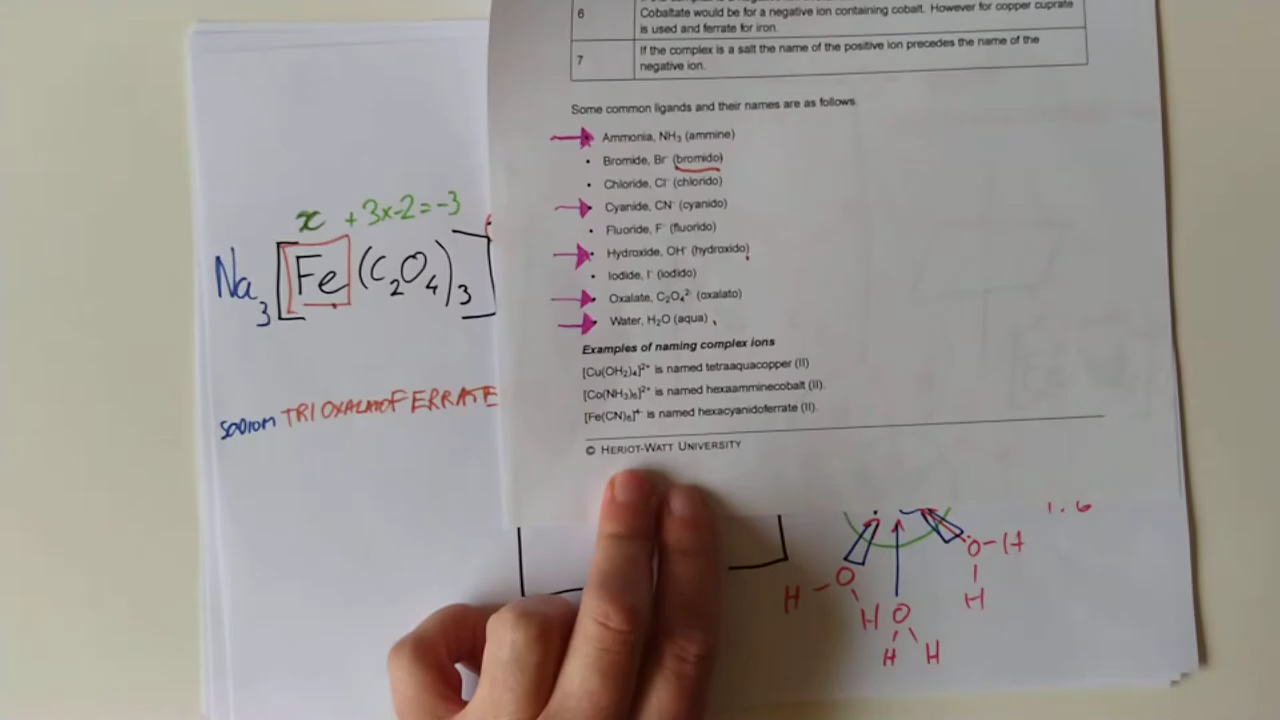 6
Cobaltate would be for a negative ion containing cobalt. However for copper cuprate
is used and ferrate for iron.
7
If the complex is a salt the name of the positive ion precedes the name of the
negative ion.
Some common ligands and their names are as follows
• Ammonia, NH₃ (ammine)
• Bromide, Br⁻ (bromido)
• Chloride, Cl⁻ (chlorido)
• Cyanide, CN⁻ (cyanido)
• Fluoride, F⁻ (fluorido)
• Hydroxide, OH⁻ (hydroxido)
• Iodide, I⁻ (iodido)
• Oxalate, C₂O₄²⁻ (oxalato)
• Water, H₂O (aqua)
Examples of naming complex ions
[Cu(OH₂)₄]²⁺ is named tetraaquacopper (II)
[Co(NH₃)₆]²⁺ is named hexaamminecobalt (II).
[Fe(CN)₆]⁴⁻ is named hexacyanidoferrate (II).
© HERIOT-WATT UNIVERSITY
x + 3x-2 = -3
Na₃[Fe(C₂O₄)₃]
SODIUM TRIOXALATOFERRATE
1.6
O-H
H
O
H
H
O
H
H